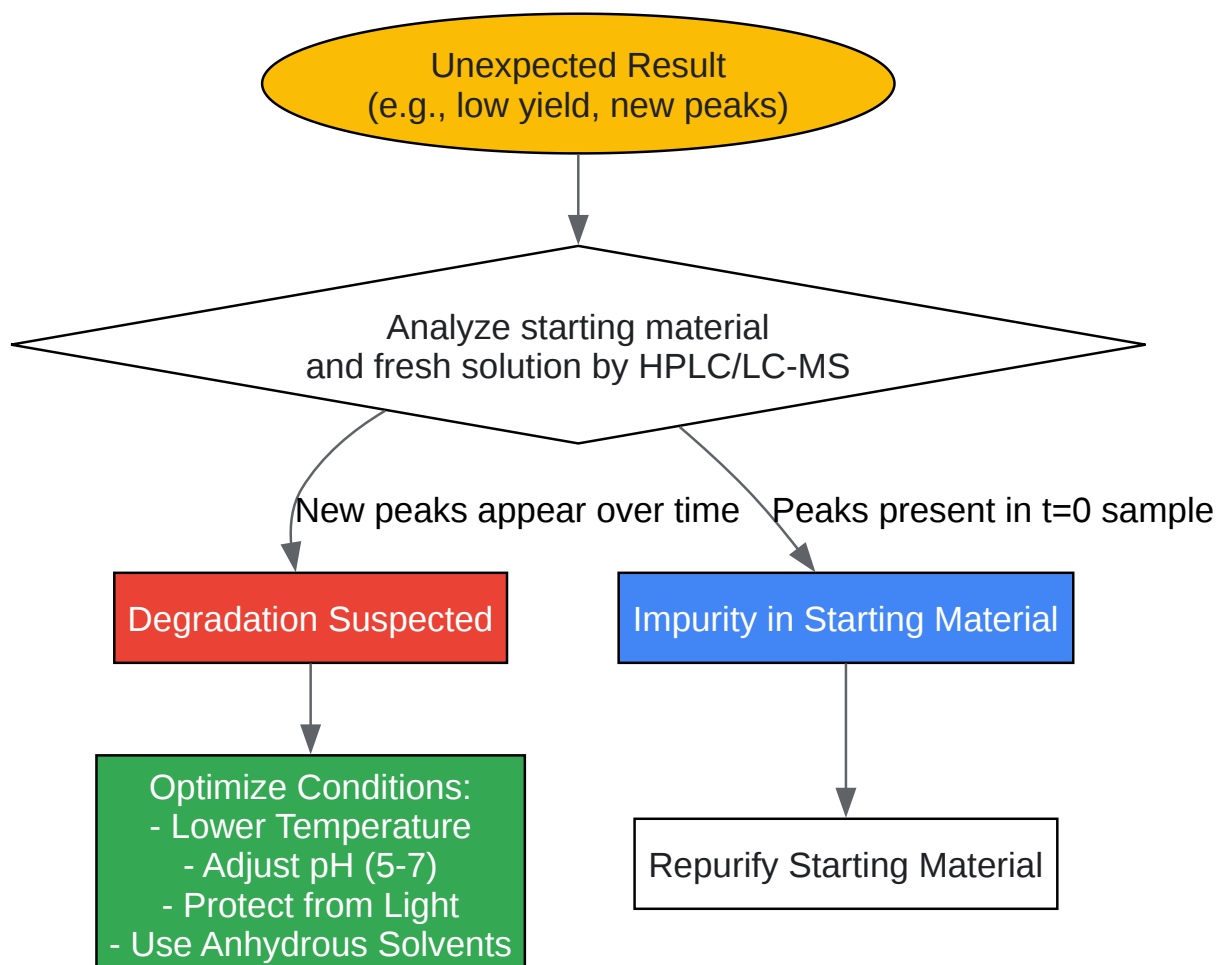 Unexpected Result
(e.g., low yield, new peaks)
Analyze starting material
and fresh solution by HPLC/LC-MS
New peaks appear over time
Peaks present in t=0 sample
Degradation Suspected
Impurity in Starting Material
Optimize Conditions:
- Lower Temperature
- Adjust pH (5-7)
- Protect from Light
- Use Anhydrous Solvents
Repurify Starting Material